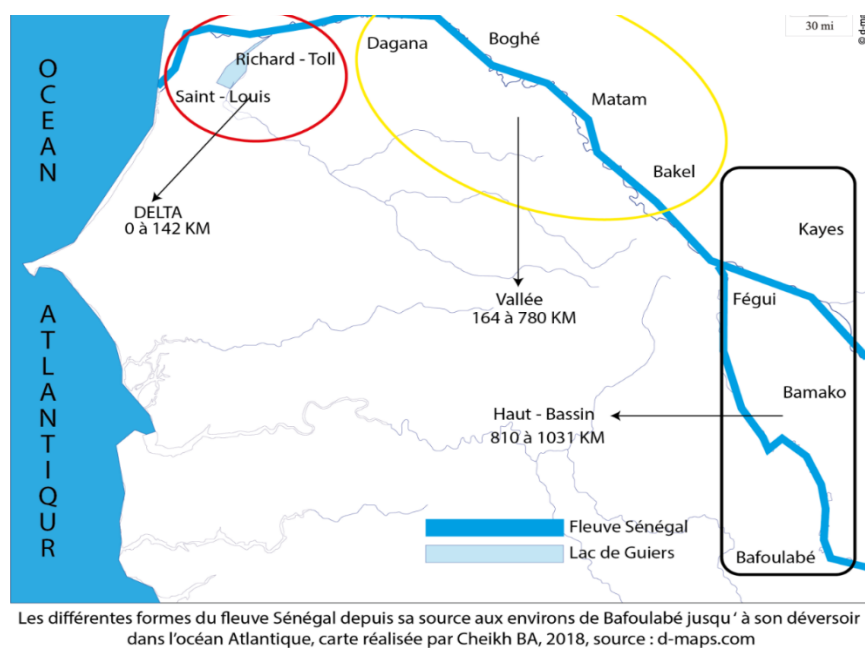 30 mi
© d-m
OCEAN
ATLANTIQUR
Richard - Toll
Saint - Louis
Dagana
Boghé
Matam
Bakel
Kayes
Fégui
Bamako
Bafoulabé
DELTA
0 à 142 KM
Vallée
164 à 780 KM
Haut - Bassin
810 à 1031 KM
Fleuve Sénégal
Lac de Guiers
Les différentes formes du fleuve Sénégal depuis sa source aux environs de Bafoulabé jusqu' à son déversoir
dans l'océan Atlantique, carte réalisée par Cheikh BA, 2018, source : d-maps.com